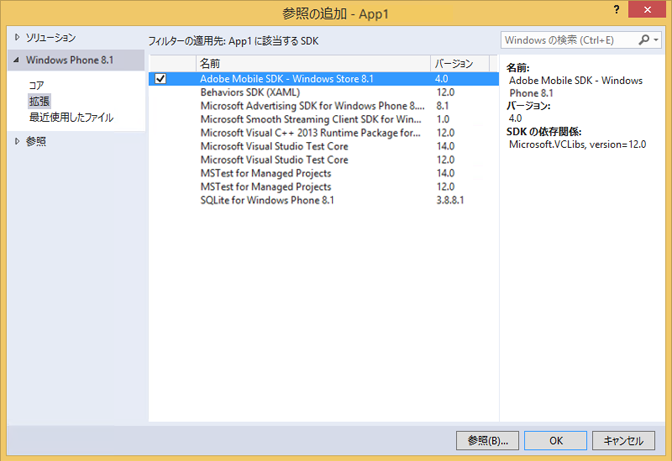 参照の追加 - App1
?
ソリューション
Windows Phone 8.1
コア
拡張
最近使用したファイル
参照
フィルターの適用先: App1 に該当する SDK
Windows の検索 (Ctrl+E)
名前 バージョン
Adobe Mobile SDK - Windows Store 8.1 4.0
Behaviors SDK (XAML) 12.0
Microsoft Advertising SDK for Windows Phone 8.... 8.1
Microsoft Smooth Streaming Client SDK for Win... 1.0
Microsoft Visual C++ 2013 Runtime Package for... 12.0
Microsoft Visual Studio Test Core 14.0
Microsoft Visual Studio Test Core 12.0
MSTest for Managed Projects 14.0
MSTest for Managed Projects 12.0
SQLite for Windows Phone 8.1 3.8.8.1
名前:
Adobe Mobile SDK - Windows
Phone 8.1
バージョン:
4.0
SDK の依存関係:
Microsoft.VCLibs, version=12.0
参照(B)... OK キャンセル